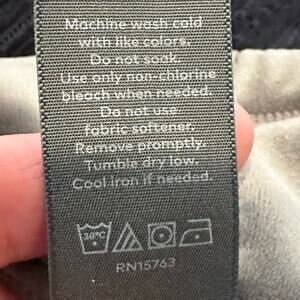 Machine wash cold
with like colors.
Do not soak.
Use only non-chlorine
bleach when needed.
Do not use
fabric softener.
Remove promptly.
Tumble dry low.
Cool iron if needed.
30°C
RN15763